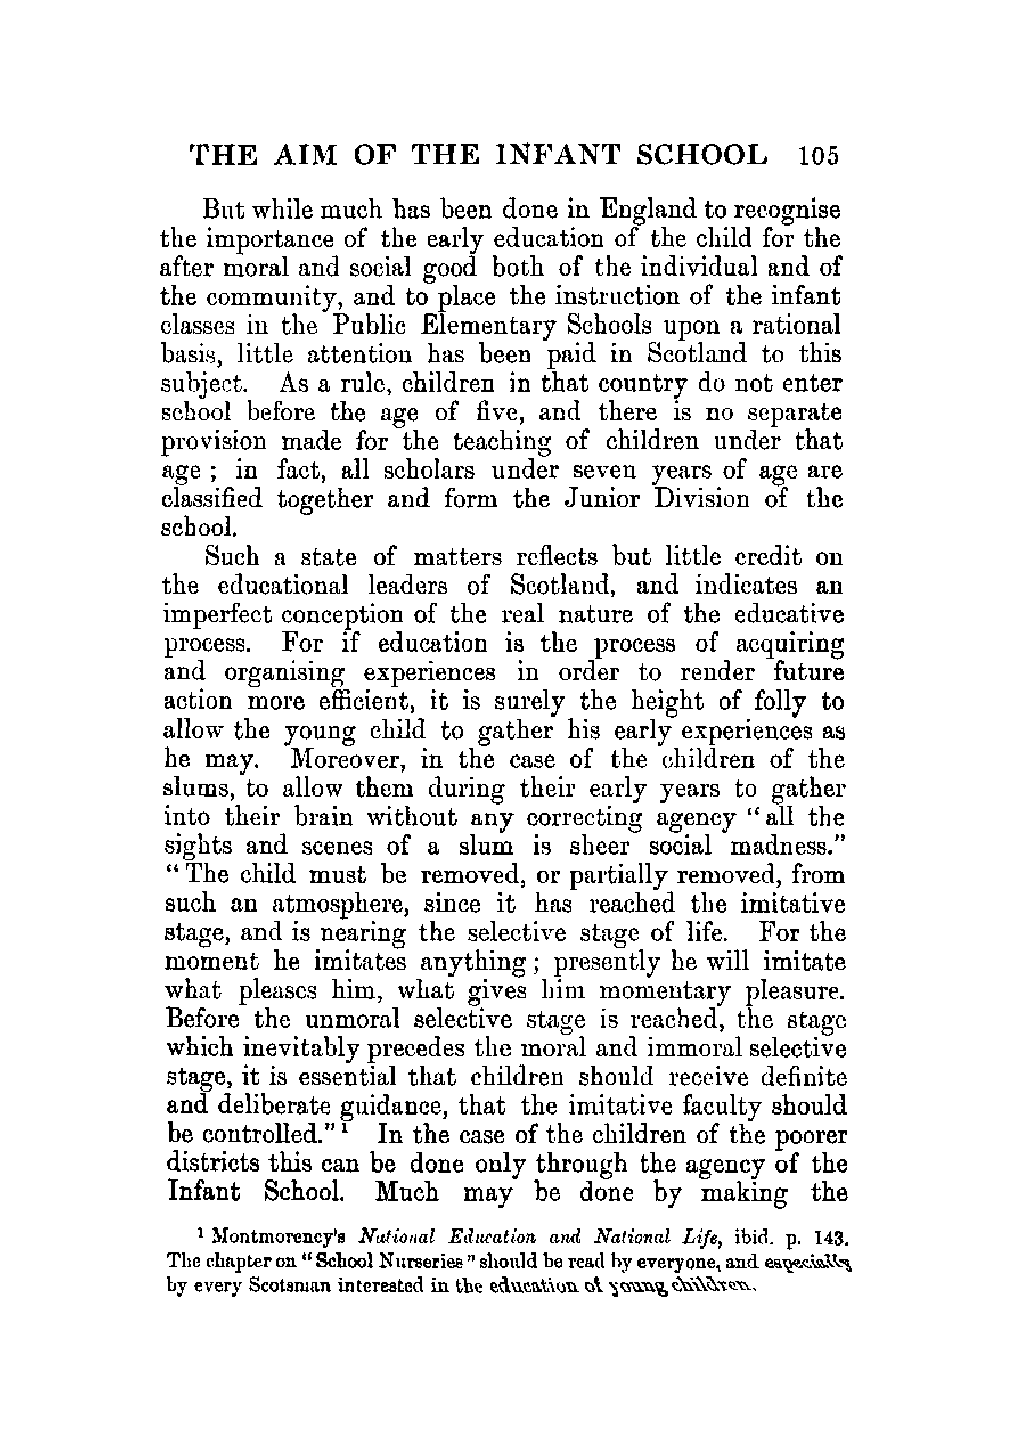 THE AIM OF THE INFANT SCHOOL 105
But while much has been done in England to recognise
the importance of the early education of the child for the
after moral and social good both of the individual and of
the community, and to place the instruction of the infant
classes in the Public Elementary Schools upon a rational
basis, little attention has been paid in Scotland to this
subject. As a rule, children in that country do not enter
school before the age of five, and there is no separate
provision made for the teaching of children under that
age ; in fact, all scholars under seven years of age are
classified together and form the Junior Division of the
school.
Such a state of matters reflects but little credit on
the educational leaders of Scotland, and indicates an
imperfect conception of the real nature of the educative
process. For if education is the process of acquiring
and organising experiences in order to render future
action more efficient, it is surely the height of folly to
allow the young child to gather his early experiences as
he may. Moreover, in the case of the children of the
slums, to allow them during their early years to gather
into their brain without any correcting agency “all the
sights and scenes of a slum is sheer social madness.”
“The child must be removed, or partially removed, from
such an atmosphere, since it has reached the imitative
stage, and is nearing the selective stage of life. For the
moment he imitates anything ; presently he will imitate
what pleases him, what gives him momentary pleasure.
Before the unmoral selective stage is reached, the stage
which inevitably precedes the moral and immoral selective
stage, it is essential that children should receive definite
and deliberate guidance, that the imitative faculty should
be controlled.” ¹ In the case of the children of the poorer
districts this can be done only through the agency of the
Infant School. Much may be done by making the
¹ Montmorency's National Education and National Life, ibid. p. 143.
The chapter on “School Nurseries” should be read by everyone, and especially
by every Scotsman interested in the education of young children.